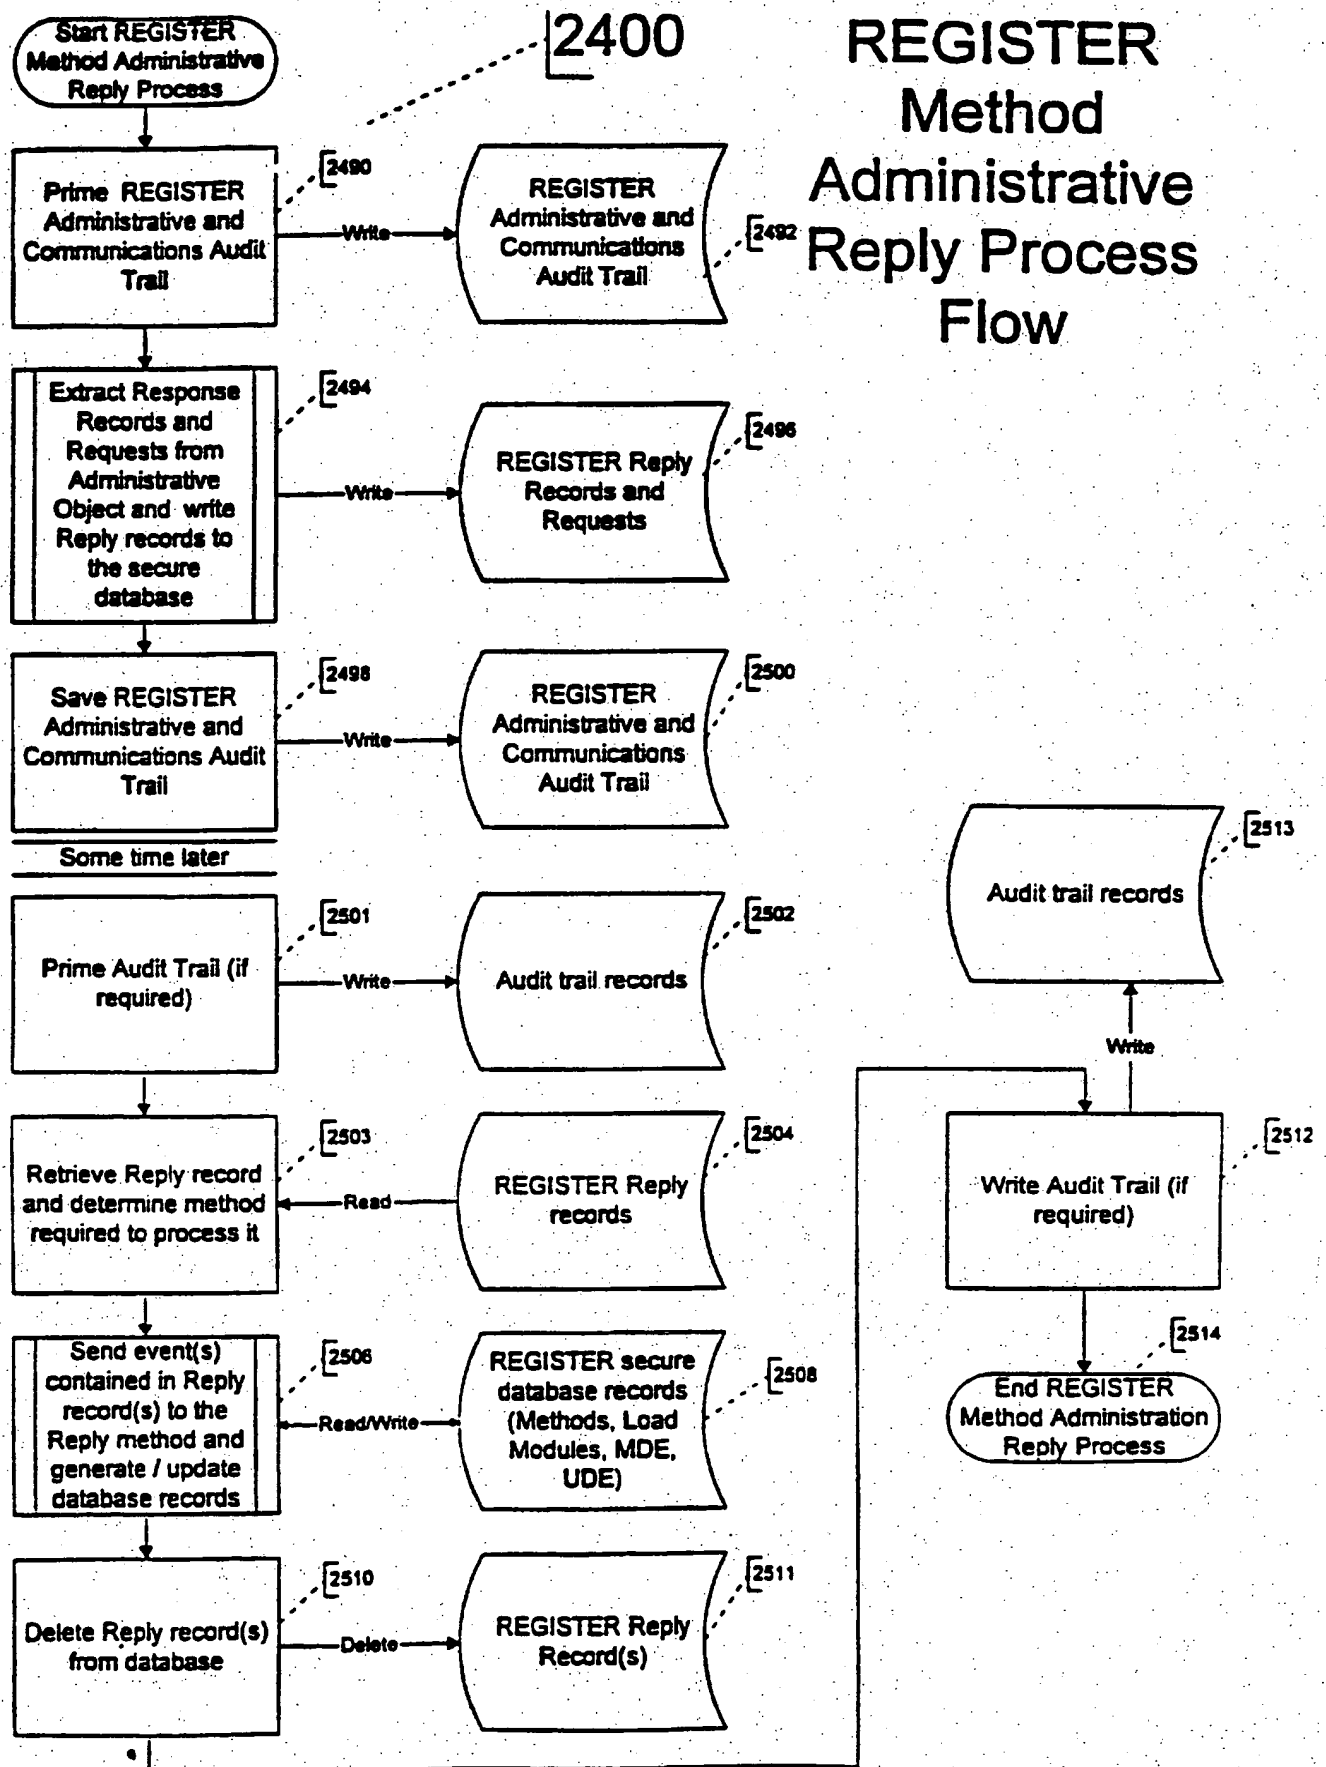 Start REGISTER
Method Administrative
Reply Process
2400
REGISTER
Method
Administrative
Reply Process
Flow
Prime REGISTER
Administrative and
Communications Audit
Trail
2490
Write
REGISTER
Administrative and
Communications
Audit Trail
2492
Extract Response
Records and
Requests from
Administrative
Object and write
Reply records to
the secure
database
2494
Write
REGISTER Reply
Records and
Requests
2496
Save REGISTER
Administrative and
Communications Audit
Trail
2498
Write
REGISTER
Administrative and
Communications
Audit Trail
2500
Some time later
Prime Audit Trail (if
required)
2501
Write
Audit trail records
2502
Retrieve Reply record
and determine method
required to process it
2503
Read
REGISTER Reply
records
2504
Send event(s)
contained in Reply
record(s) to the
Reply method and
generate / update
database records
2506
Read/Write
REGISTER secure
database records
(Methods, Load
Modules, MDE,
UDE)
2508
Delete Reply record(s)
from database
2510
Delete
REGISTER Reply
Record(s)
2511
Audit trail records
2513
Write
Write Audit Trail (if
required)
2512
2514
End REGISTER
Method Administration
Reply Process